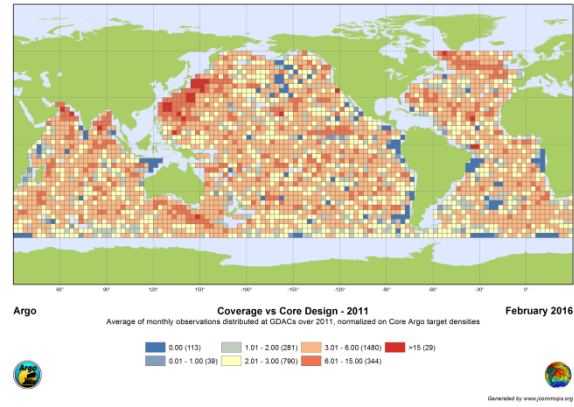 60° 90° 120° 150° -180° -150° -120° -90° -60° -30° 0°
Argo Coverage vs Core Design - 2011 February 2016
Average of monthly observations distributed at GDACs over 2011, normalized on Core Argo target densities
0.00 (113) 1.01 - 2.00 (281) 3.01 - 6.00 (1480) >15 (29)
0.01 - 1.00 (39) 2.01 - 3.00 (790) 6.01 - 15.00 (344)
Argo
Generated by www.jcommops.org